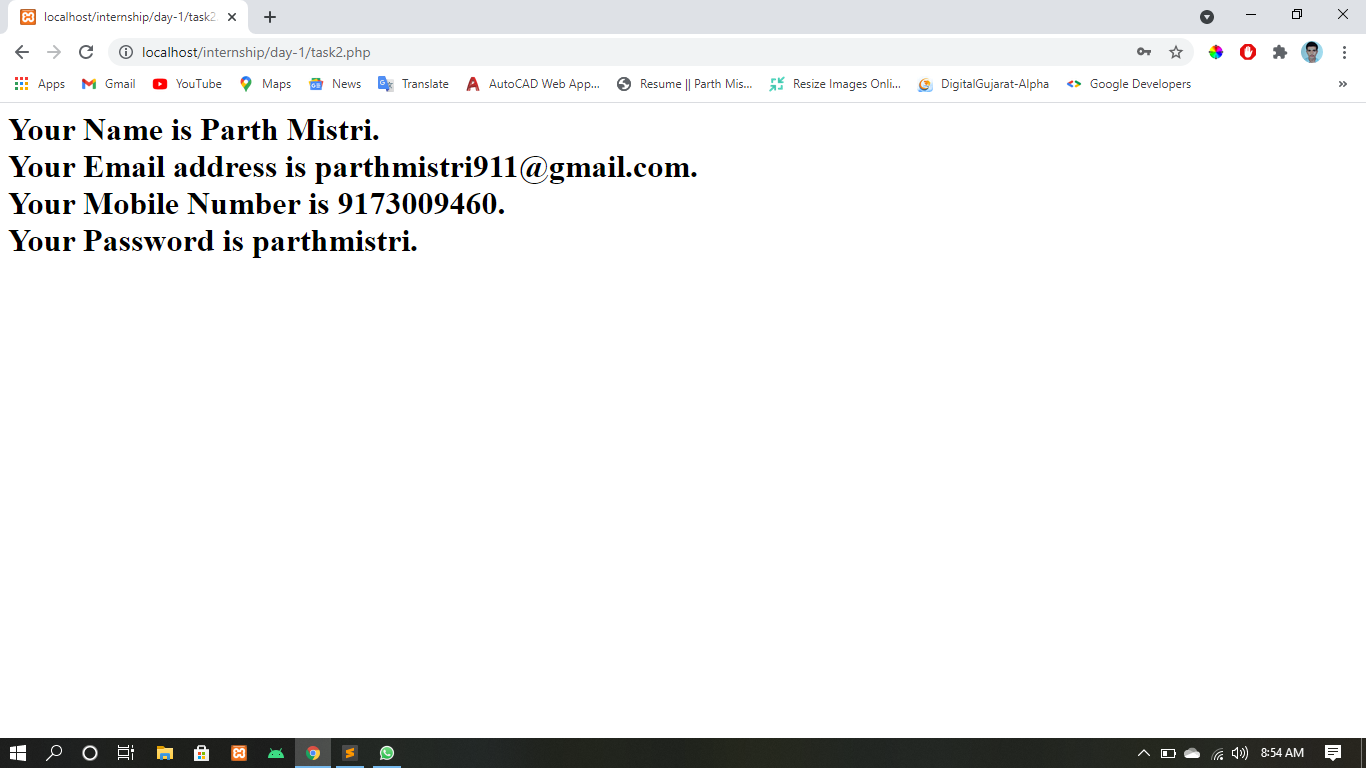 localhost/internship/day-1/task2.
localhost/internship/day-1/task2.php
Apps Gmail YouTube Maps News Translate AutoCAD Web App... Resume || Parth Mis... Resize Images Onli... DigitalGujarat-Alpha Google Developers »
Your Name is Parth Mistri.
Your Email address is parthmistri911@gmail.com.
Your Mobile Number is 9173009460.
Your Password is parthmistri.
8:54 AM